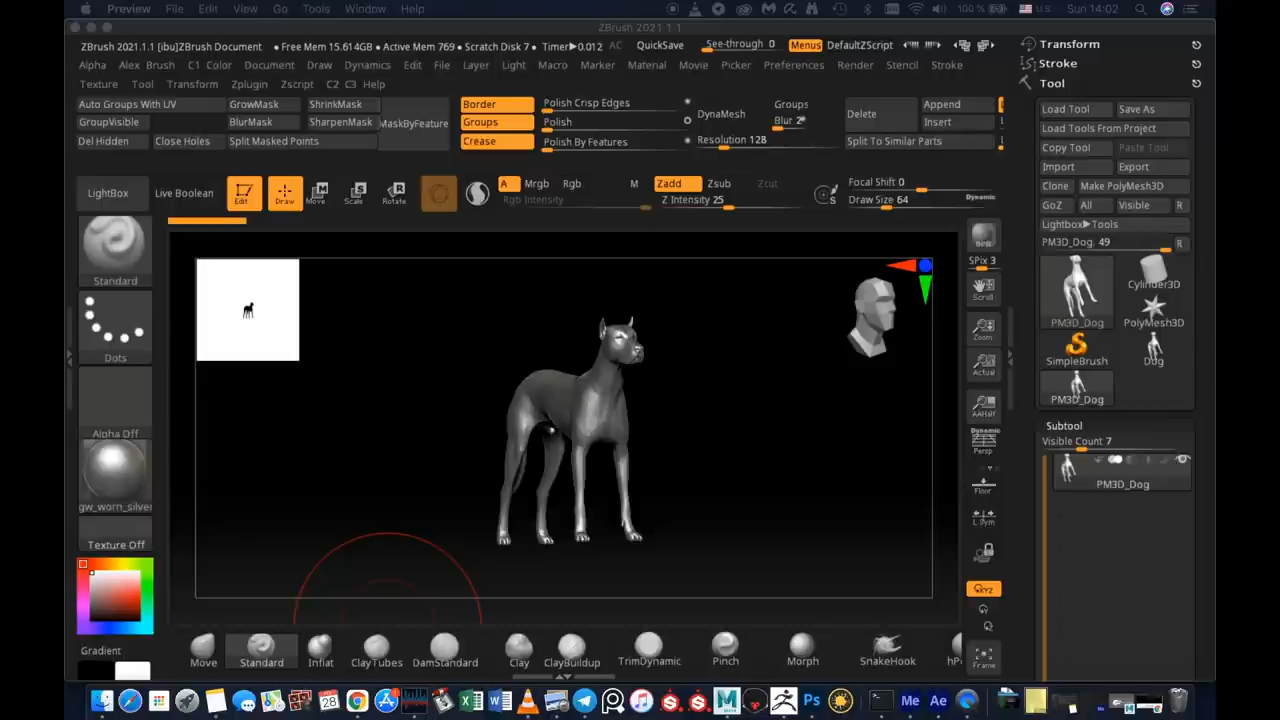 Preview File Edit View Go Tools Window Help 100 % U.S. Sun 14:02
ZBrush 2021 1 1
ZBrush 2021.1.1 [ibu]ZBrush Document • Free Mem 15.614GB • Active Mem 769 • Scratch Disk 7 • Timer▶0.012 AC QuickSave See-through 0 Menus DefaultZScript
Alpha Alex Brush C1 Color Document Draw Dynamics Edit File Layer Light Macro Marker Material Movie Picker Preferences Render Stencil Stroke
Texture Tool Transform Zplugin Zscript C2 C3 Help
Auto Groups With UV GrowMask ShrinkMask MaskByFeature Border Polish Crisp Edges DynaMesh Groups Delete Append
GroupVisible BlurMask SharpenMask Groups Polish Blur 2 Insert
Del Hidden Close Holes Split Masked Points Crease Polish By Features Resolution 128 Split To Similar Parts
LightBox Live Boolean Edit Draw Move Scale Rotate A Mrgb Rgb M Zadd Zsub Zcut Focal Shift 0
Rgb Intensity Z Intensity 25 S Draw Size 64 Dynamic
Transform
Stroke
Tool
Load Tool Save As
Load Tools From Project
Copy Tool Paste Tool
Import Export
Clone Make PolyMesh3D
GoZ All Visible R
Lightbox▶Tools
PM3D_Dog. 49 R
PM3D_Dog Cylinder3D
PolyMesh3D
SimpleBrush Dog
PM3D_Dog
Subtool
Visible Count 7
PM3D_Dog
Standard
Dots
Alpha Off
gw_worn_silver
Texture Off
Gradient
BPR
SPix 3
Scroll
Zoom
Actual
AAHalf
Dynamic
Persp
Floor
L.Sym
XYZ
Frame
Move Standard Inflat ClayTubes DamStandard Clay ClayBuildup TrimDynamic Pinch Morph SnakeHook hP
28 Ps Me Ae